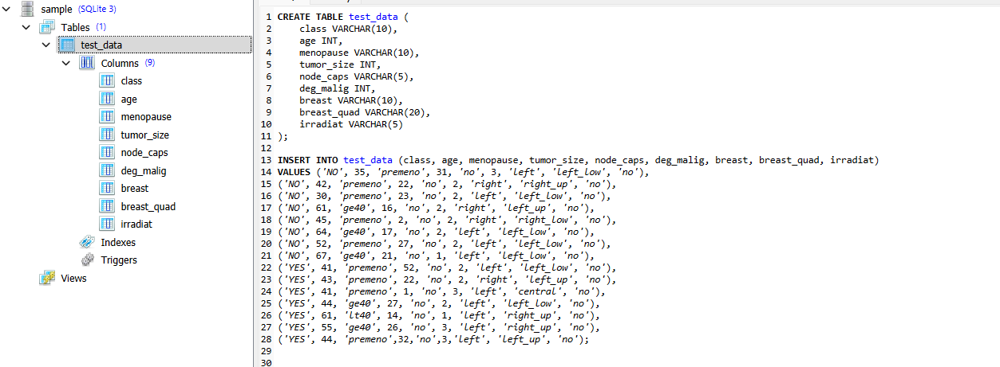 sample (SQLite 3)
Tables (1)
test_data
Columns (9)
class
age
menopause
tumor_size
node_caps
deg_malig
breast
breast_quad
irradiat
Indexes
Triggers
Views
1 CREATE TABLE test_data (
2 class VARCHAR(10),
3 age INT,
4 menopause VARCHAR(10),
5 tumor_size INT,
6 node_caps VARCHAR(5),
7 deg_malig INT,
8 breast VARCHAR(10),
9 breast_quad VARCHAR(20),
10 irradiat VARCHAR(5)
11 );
12
13 INSERT INTO test_data (class, age, menopause, tumor_size, node_caps, deg_malig, breast, breast_quad, irradiat)
14 VALUES ('NO', 35, 'premeno', 31, 'no', 3, 'left', 'left_low', 'no'),
15 ('NO', 42, 'premeno', 22, 'no', 2, 'right', 'right_up', 'no'),
16 ('NO', 30, 'premeno', 23, 'no', 2, 'left', 'left_low', 'no'),
17 ('NO', 61, 'ge40', 16, 'no', 2, 'right', 'left_up', 'no'),
18 ('NO', 45, 'premeno', 2, 'no', 2, 'right', 'right_low', 'no'),
19 ('NO', 64, 'ge40', 17, 'no', 2, 'left', 'left_low', 'no'),
20 ('NO', 52, 'premeno', 27, 'no', 2, 'left', 'left_low', 'no'),
21 ('NO', 67, 'ge40', 21, 'no', 1, 'left', 'left_low', 'no'),
22 ('YES', 41, 'premeno', 52, 'no', 2, 'left', 'left_low', 'no'),
23 ('YES', 43, 'premeno', 22, 'no', 2, 'right', 'left_up', 'no'),
24 ('YES', 41, 'premeno', 1, 'no', 3, 'left', 'central', 'no'),
25 ('YES', 44, 'ge40', 27, 'no', 2, 'left', 'left_low', 'no'),
26 ('YES', 61, 'lt40', 14, 'no', 1, 'left', 'right_up', 'no'),
27 ('YES', 55, 'ge40', 26, 'no', 3, 'left', 'right_up', 'no'),
28 ('YES', 44, 'premeno',32,'no',3,'left', 'left_up', 'no');
29
30